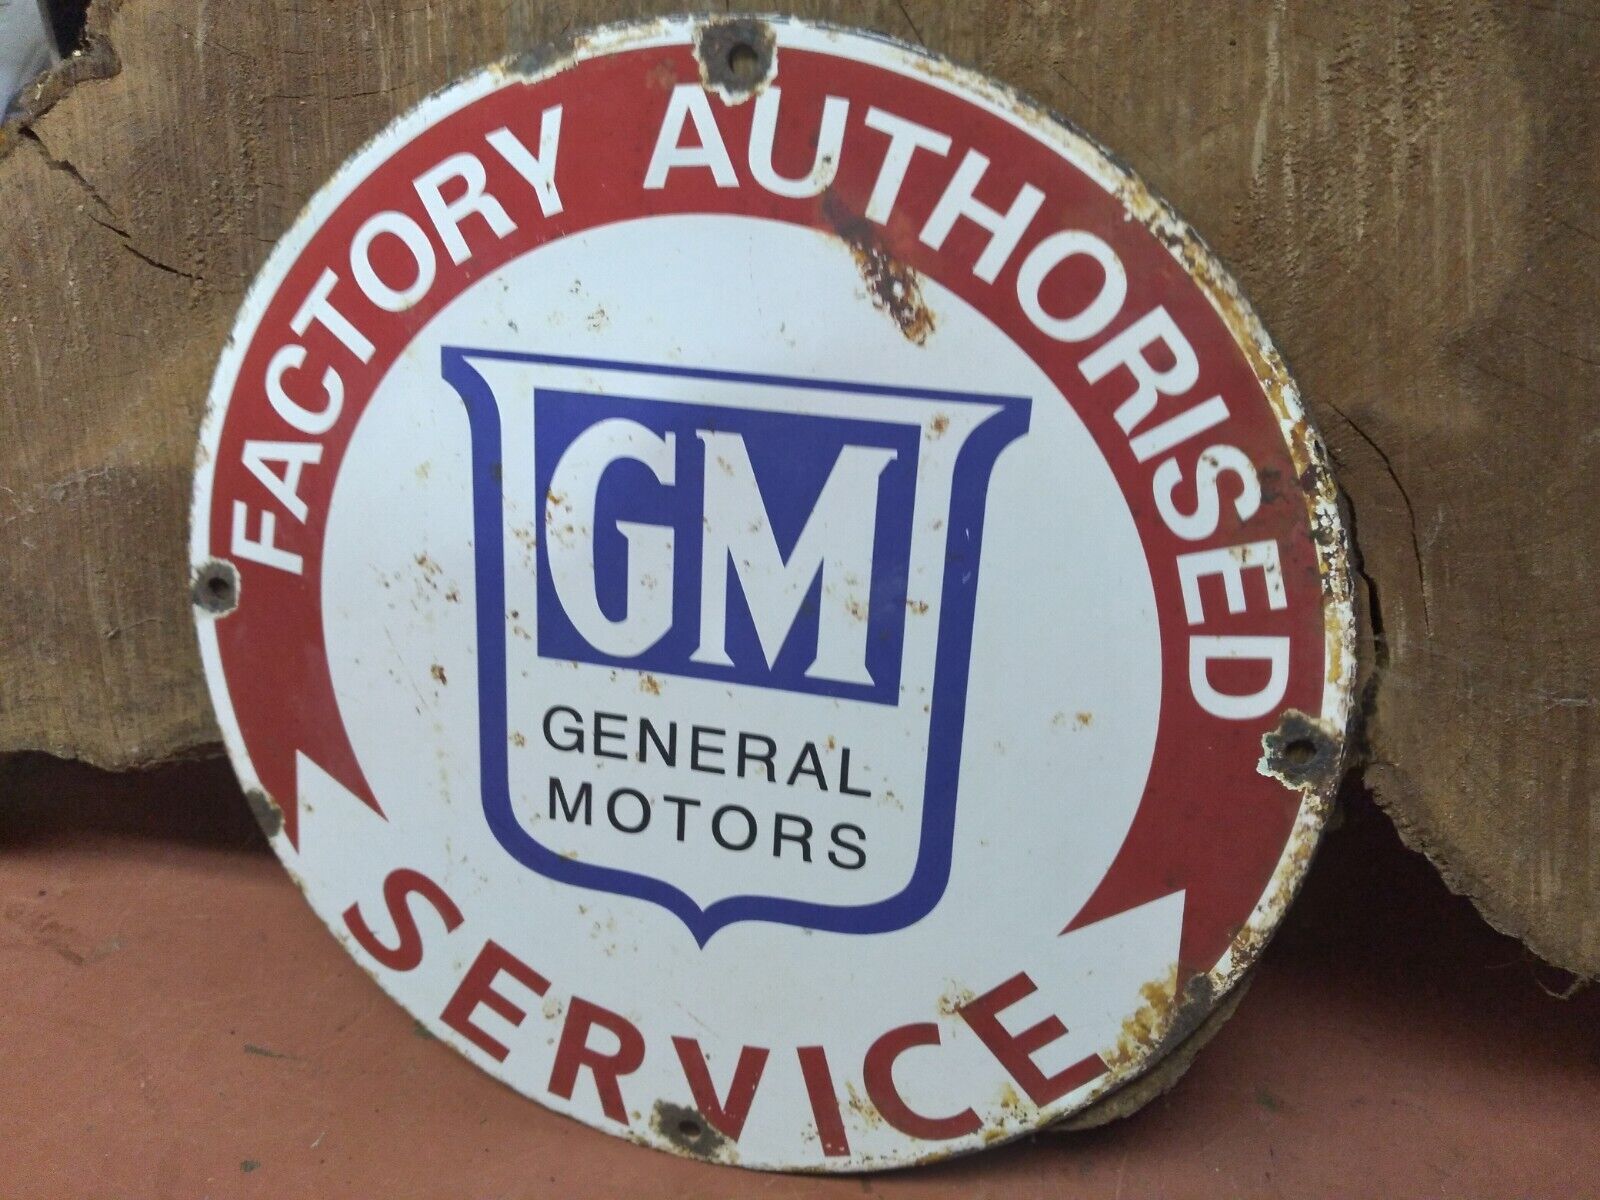 FACTORY AUTHORISED
GM
GENERAL
MOTORS
SERVICE